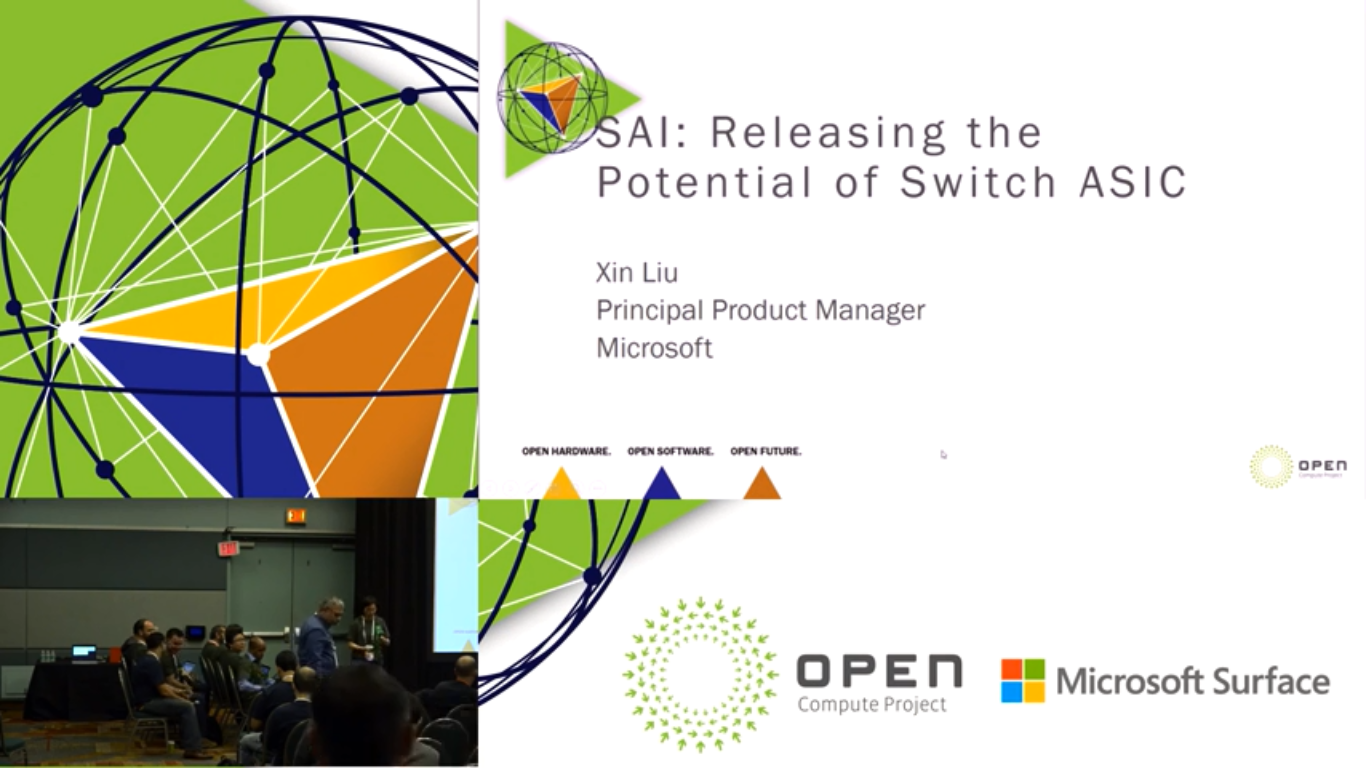 SAI: Releasing the
Potential of Switch ASIC
Xin Liu
Principal Product Manager
Microsoft
OPEN HARDWARE. OPEN SOFTWARE. OPEN FUTURE.
OPEN
Compute Project
OPEN
Compute Project
Microsoft Surface